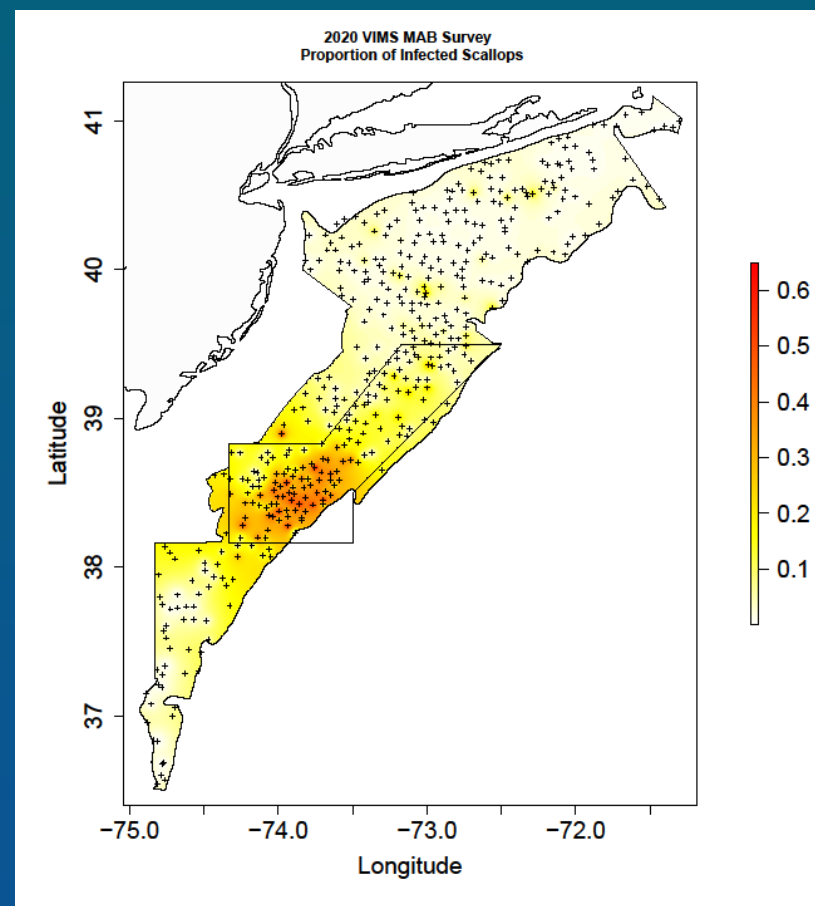 2020 VIMS MAB Survey
Proportion of Infected Scallops
41
40
39
38
37
Latitude
0.6
0.5
0.4
0.3
0.2
0.1
−75.0 −74.0 −73.0 −72.0
Longitude